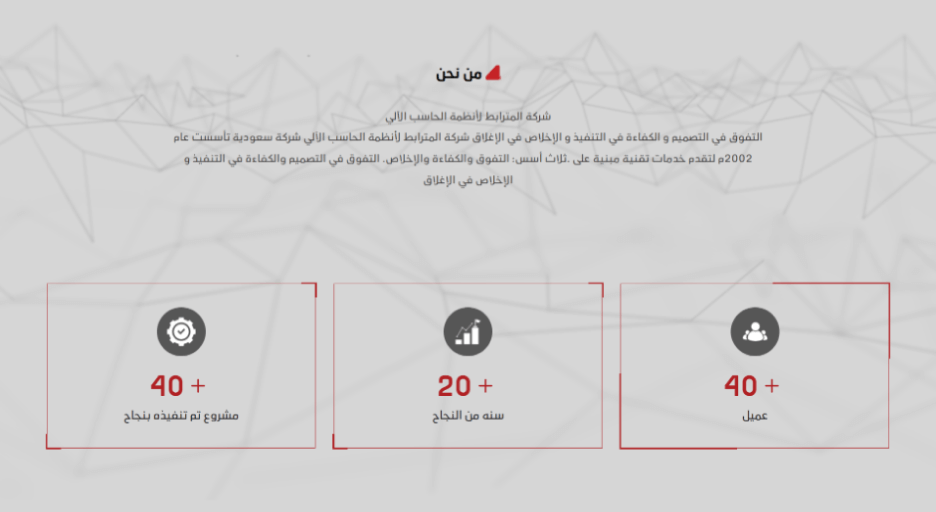 من نحن
شركة المترابط لأنظمة الحاسب الآلي
التفوق في التصميم و الكفاءة في التنفيذ و الإخلاص في الإغلاق شركة المترابط لأنظمة الحاسب الآلي شركة سعودية تأسست عام
2002م لتقدم خدمات تقنية مبنية على .ثلاث أسس: التفوق والكفاءة والإخلاص. التفوق في التصميم والكفاءة في التنفيذ و
الإخلاص في الإغلاق
40 +
عميل
20 +
سنه من النجاح
40 +
مشروع تم تنفيذه بنجاح